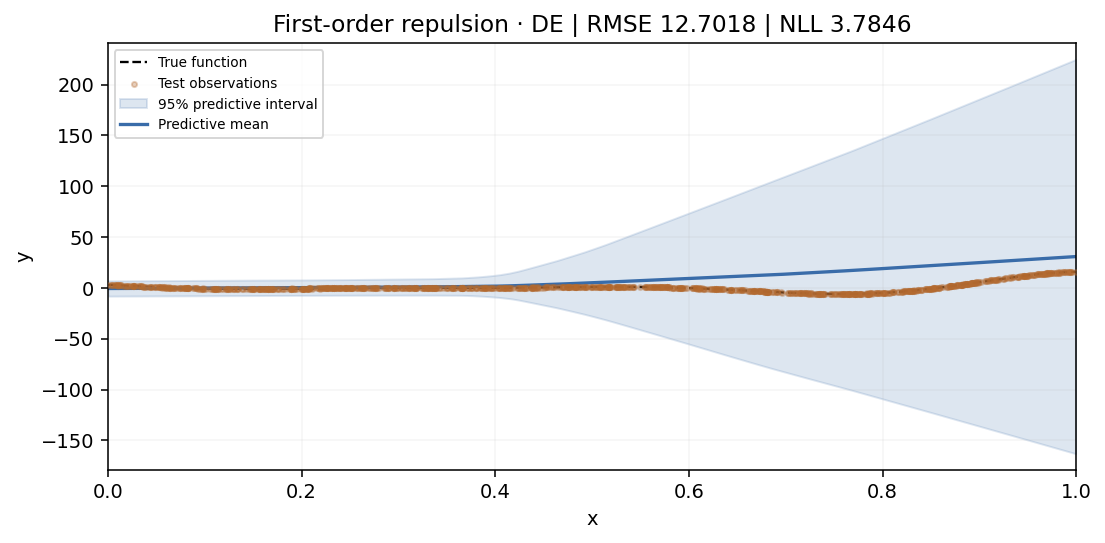 First-order repulsion · DE | RMSE 12.7018 | NLL 3.7846
True function
Test observations
95% predictive interval
Predictive mean
200
150
100
50
0
−50
−100
−150
y
0.0 0.2 0.4 0.6 0.8 1.0
x